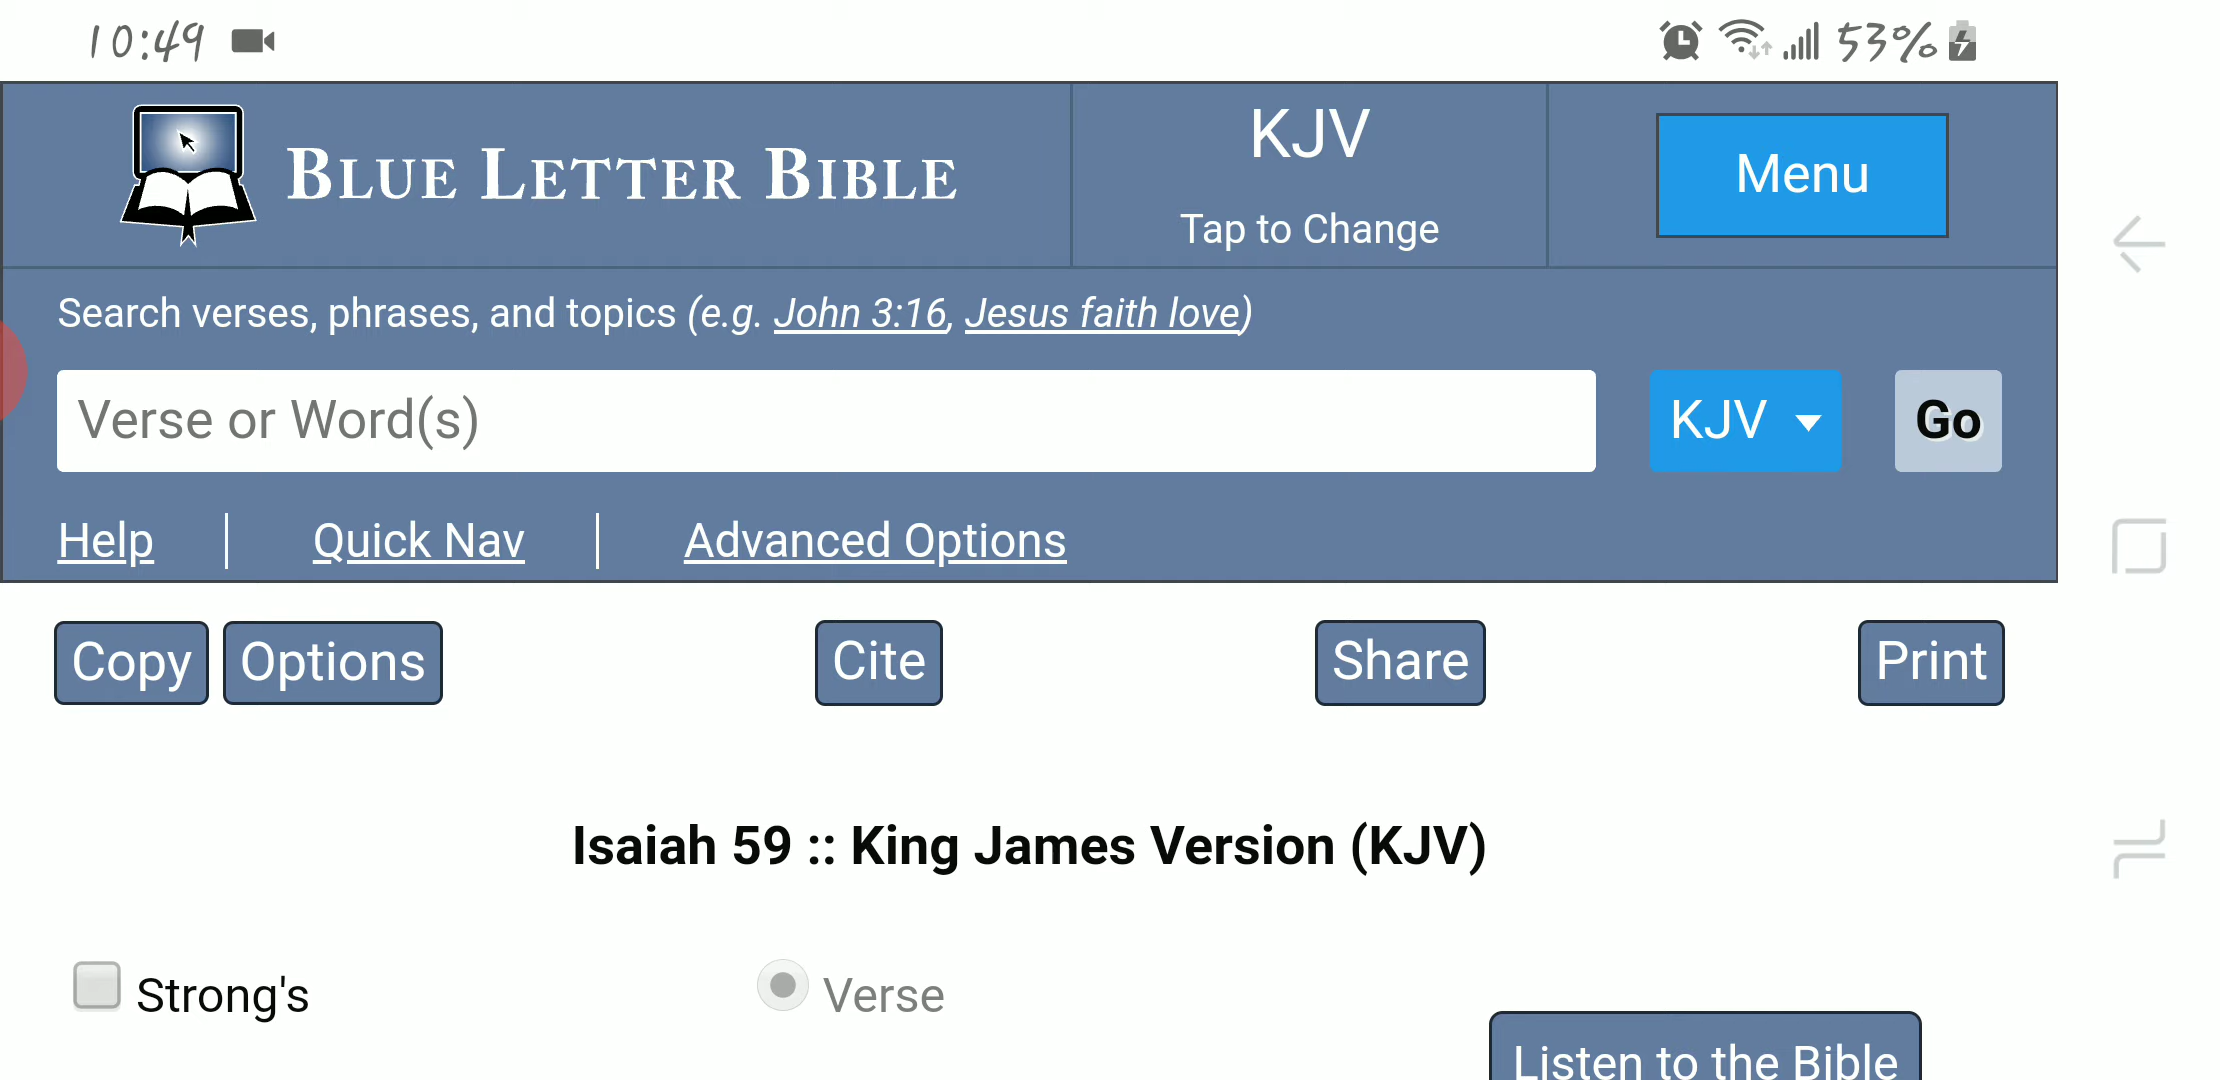 10:49 53%
BLUE LETTER BIBLE
KJV
Tap to Change
Menu
Search verses, phrases, and topics (e.g. John 3:16, Jesus faith love)
Verse or Word(s) KJV Go
Help | Quick Nav | Advanced Options
Copy Options Cite Share Print
Isaiah 59 :: King James Version (KJV)
Strong's Verse
Listen to the Bible